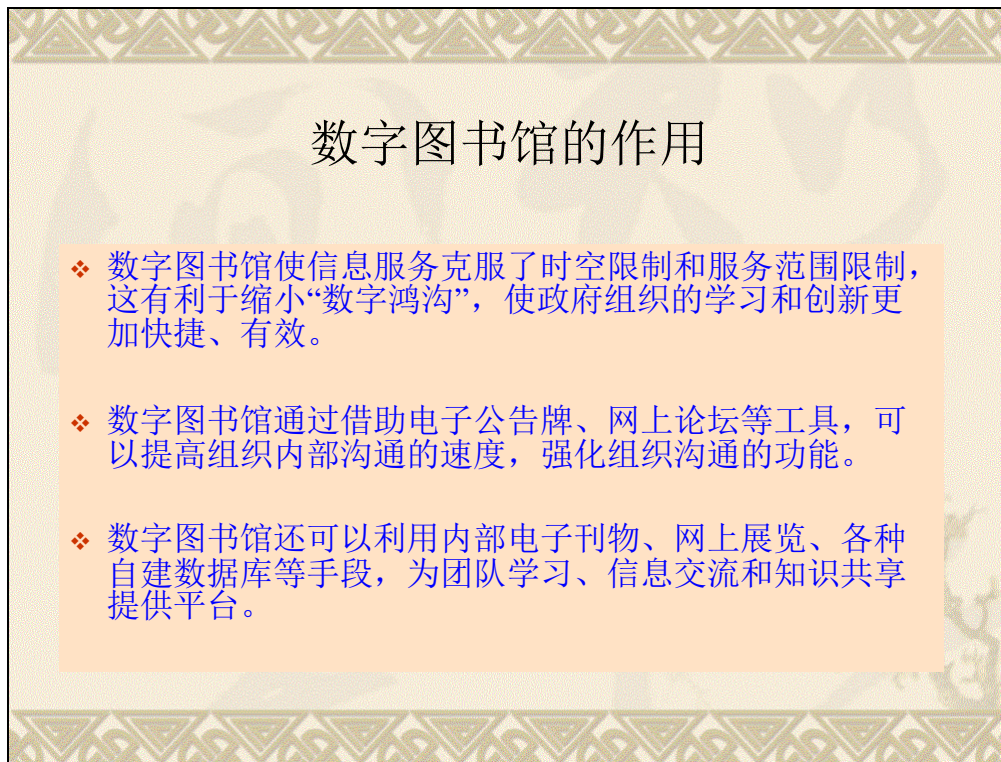 数字图书馆的作用
数字图书馆使信息服务克服了时空限制和服务范围限制，
这有利于缩小“数字鸿沟”，使政府组织的学习和创新更
加快捷、有效。
数字图书馆通过借助电子公告牌、网上论坛等工具，可
以提高组织内部沟通的速度，强化组织沟通的功能。
数字图书馆还可以利用内部电子刊物、网上展览、各种
自建数据库等手段，为团队学习、信息交流和知识共享
提供平台。